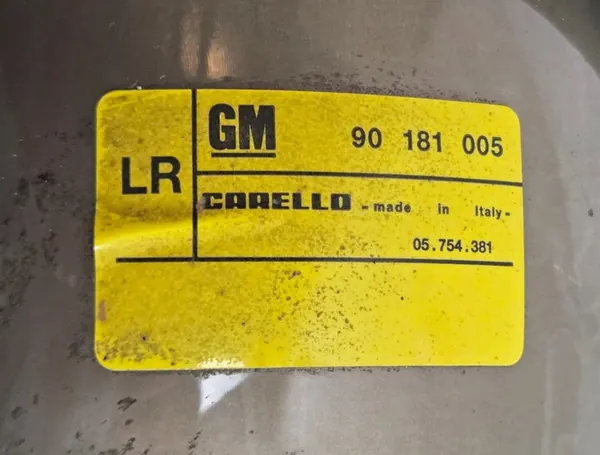 LR
GM 90 181 005
CARELLO - made in Italy -
05.754.381